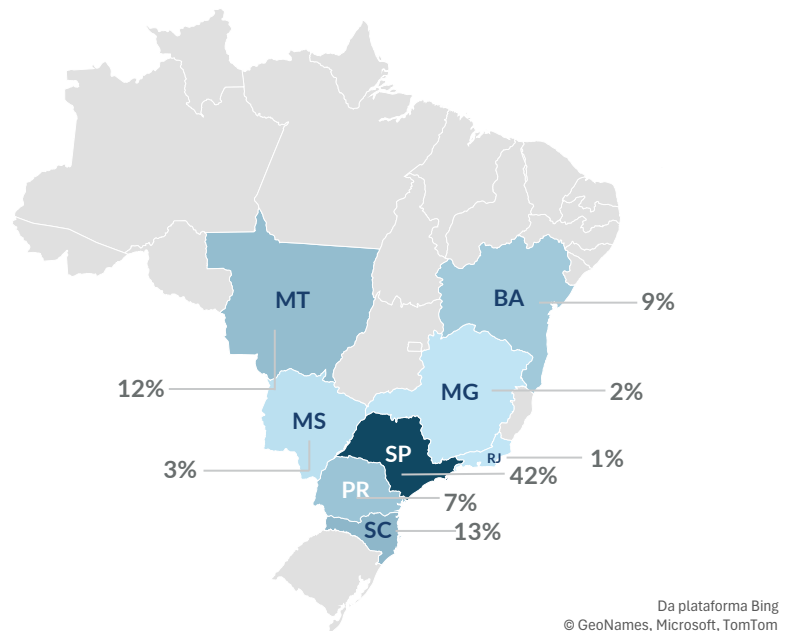 MT
BA
9%
12%
MG
2%
MS
SP
RJ
1%
3%
42%
PR
7%
SC
13%
Da plataforma Bing
© GeoNames, Microsoft, TomTom